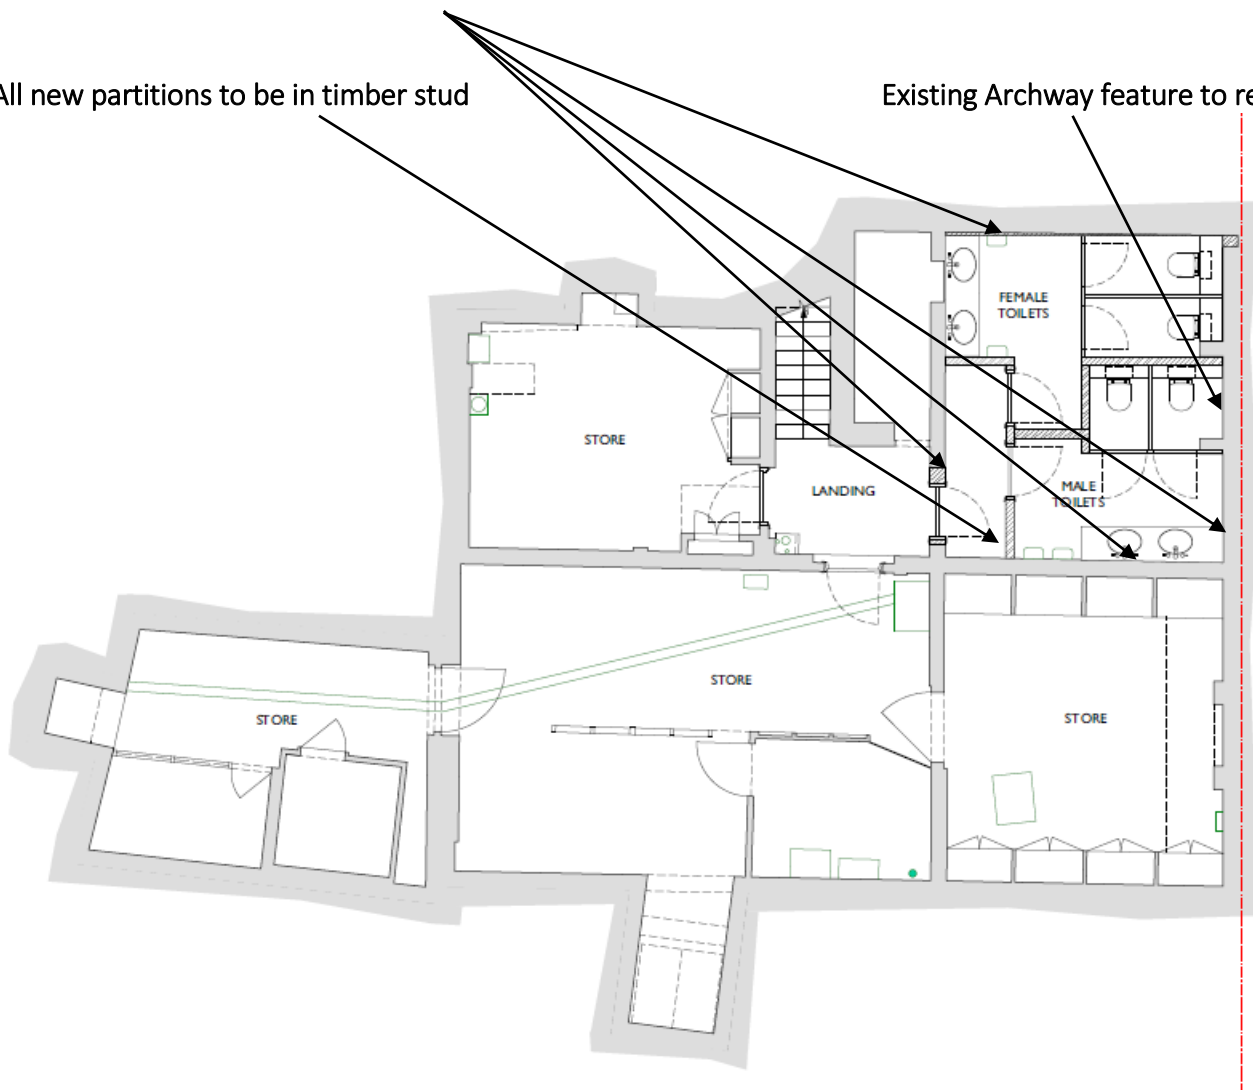 All new partitions to be in timber stud
Existing Archway feature to re
FEMALE
TOILETS
STORE
LANDING
MALE
TOILETS
STORE
STORE
STORE